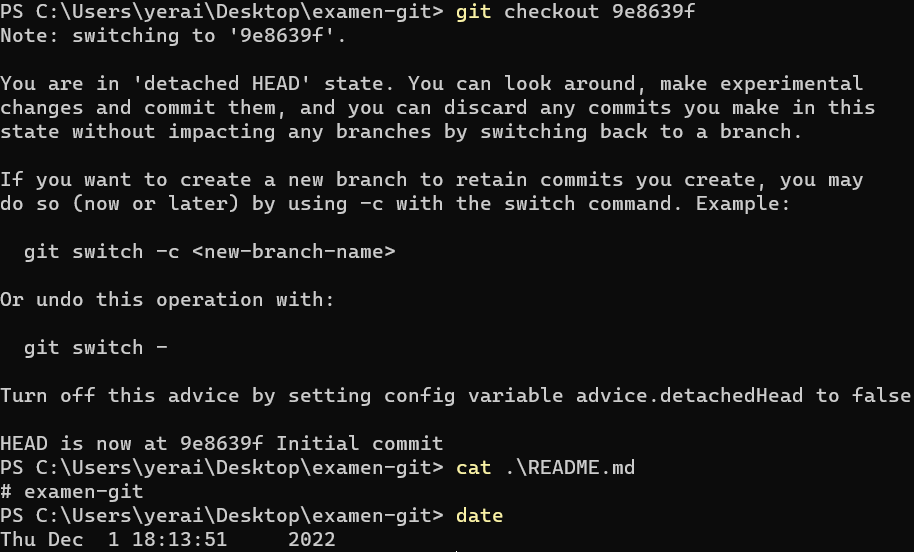 PS C:\Users\yerai\Desktop\examen-git> git checkout 9e8639f
Note: switching to '9e8639f'.

You are in 'detached HEAD' state. You can look around, make experimental
changes and commit them, and you can discard any commits you make in this
state without impacting any branches by switching back to a branch.

If you want to create a new branch to retain commits you create, you may
do so (now or later) by using -c with the switch command. Example:

  git switch -c <new-branch-name>

Or undo this operation with:

  git switch -

Turn off this advice by setting config variable advice.detachedHead to false

HEAD is now at 9e8639f Initial commit
PS C:\Users\yerai\Desktop\examen-git> cat .\README.md
# examen-git
PS C:\Users\yerai\Desktop\examen-git> date
Thu Dec  1 18:13:51     2022